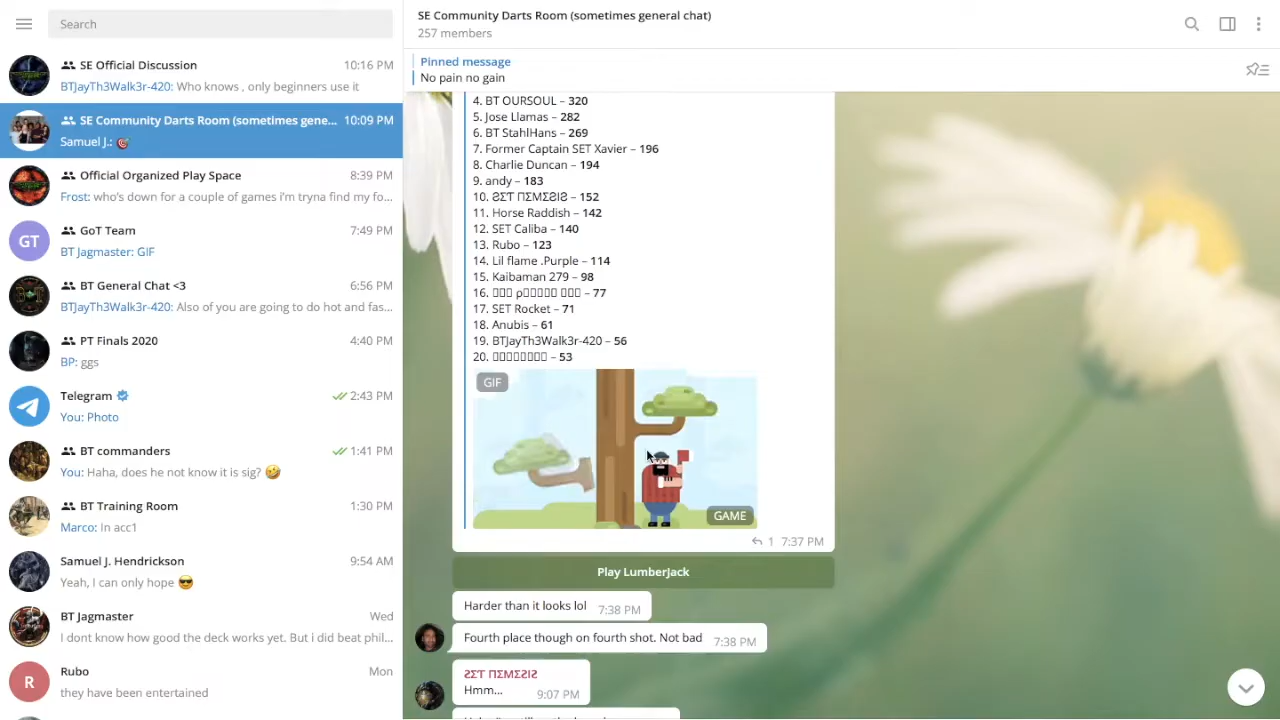 Search
SE Official Discussion
10:16 PM
BTJayTh3Walk3r-420: Who knows , only beginners use it
SE Community Darts Room (sometimes gene...
10:09 PM
Samuel J.: 🎯
Official Organized Play Space
8:39 PM
Frost: who's down for a couple of games i'm tryna find my fo...
GT
GoT Team
7:49 PM
BT Jagmaster: GIF
BT General Chat <3
6:56 PM
BTJayTh3Walk3r-420: Also of you are going to do hot and fas...
PT Finals 2020
4:40 PM
BP: ggs
Telegram
2:43 PM
You: Photo
BT commanders
1:41 PM
You: Haha, does he not know it is sig? 🤣
BT Training Room
1:30 PM
Marco: In acc1
Samuel J. Hendrickson
9:54 AM
Yeah, I can only hope 😎
BT Jagmaster
Wed
I dont know how good the deck works yet. But i did beat phil...
R
Rubo
Mon
they have been entertained
SE Community Darts Room (sometimes general chat)
257 members
Pinned message
No pain no gain
4. BT OURSOUL – 320
5. Jose Llamas – 282
6. BT StahlHans – 269
7. Former Captain SET Xavier – 196
8. Charlie Duncan – 194
9. andy – 183
10. ƧΣƬ ПΣMΣƧIƧ – 152
11. Horse Raddish – 142
12. SET Caliba – 140
13. Rubo – 123
14. Lil flame .Purple – 114
15. Kaibaman 279 – 98
16. ▯▯▯ ρ▯▯▯▯▯ ▯▯▯ – 77
17. SET Rocket – 71
18. Anubis – 61
19. BTJayTh3Walk3r-420 – 56
20. ▯▯▯▯▯▯▯▯▯ – 53
GIF
GAME
1 7:37 PM
Play LumberJack
Harder than it looks lol 7:38 PM
Fourth place though on fourth shot. Not bad 7:38 PM
ƧΣƬ ПΣMΣƧIƧ
Hmm... 9:07 PM